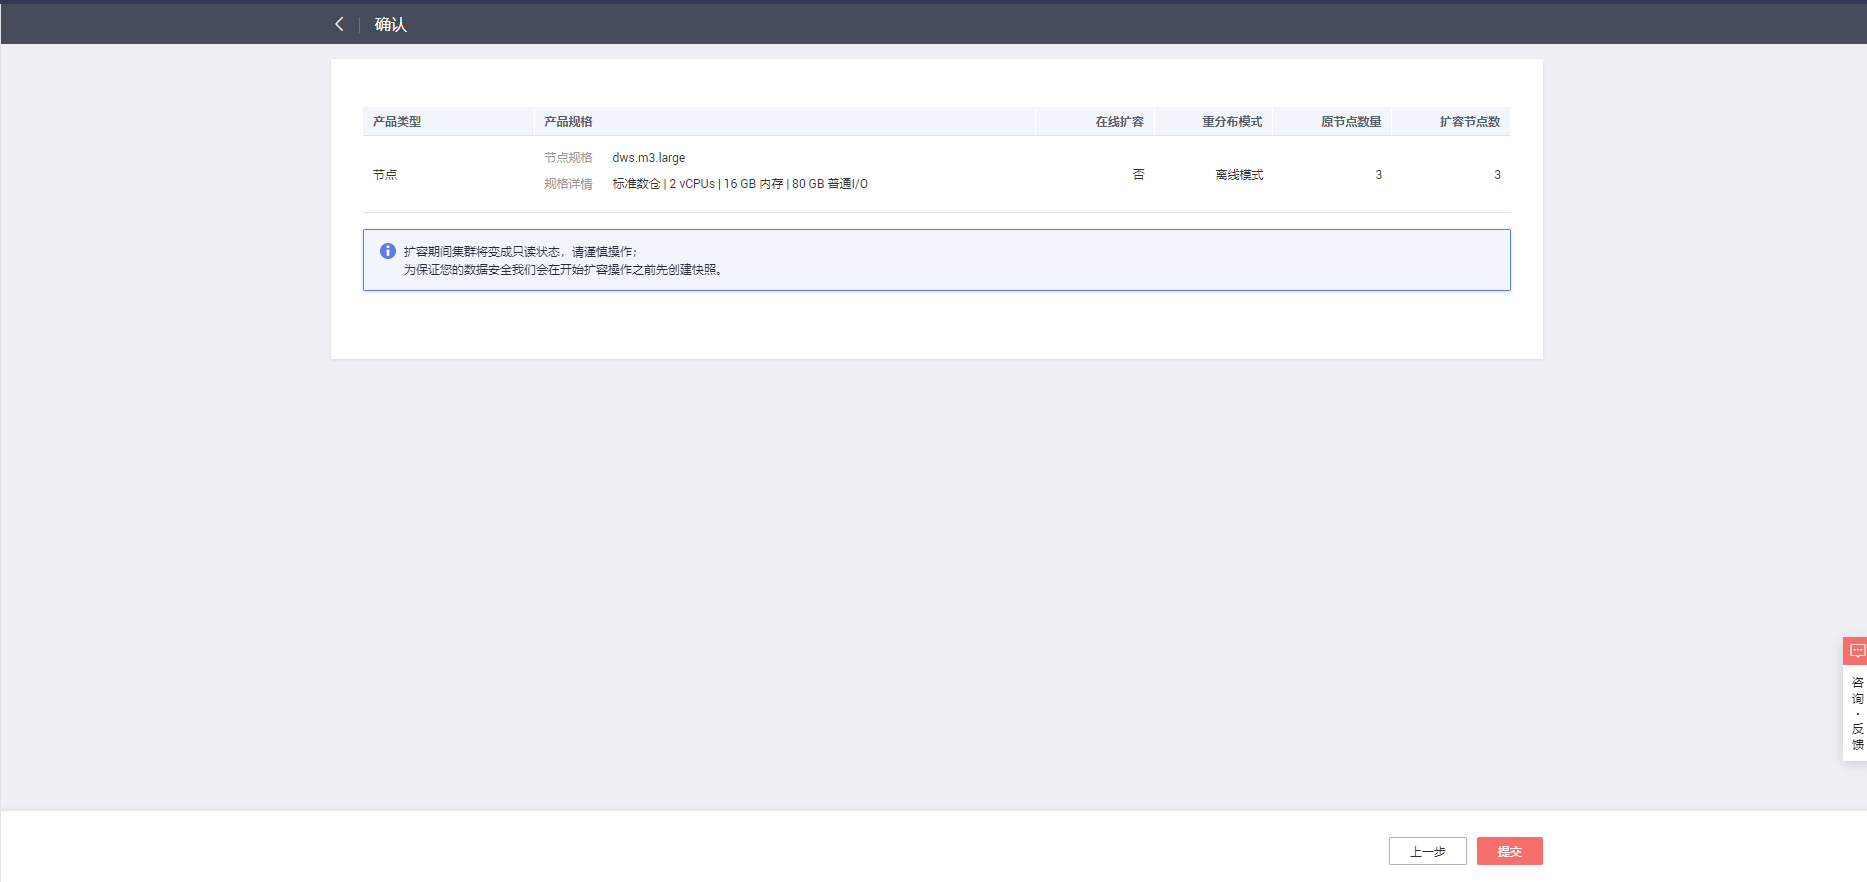 确认
产品类型 产品规格 在线扩容 重分布模式 原节点数量 扩容节点数
节点规格 dws.m3.large
节点 否 离线模式 3 3
规格详情 标准数仓 | 2 vCPUs | 16 GB 内存 | 80 GB 普通I/O
扩容期间集群将变成只读状态，请谨慎操作；
为保证您的数据安全我们会在开始扩容操作之前先创建快照。
咨询·反馈
上一步 提交